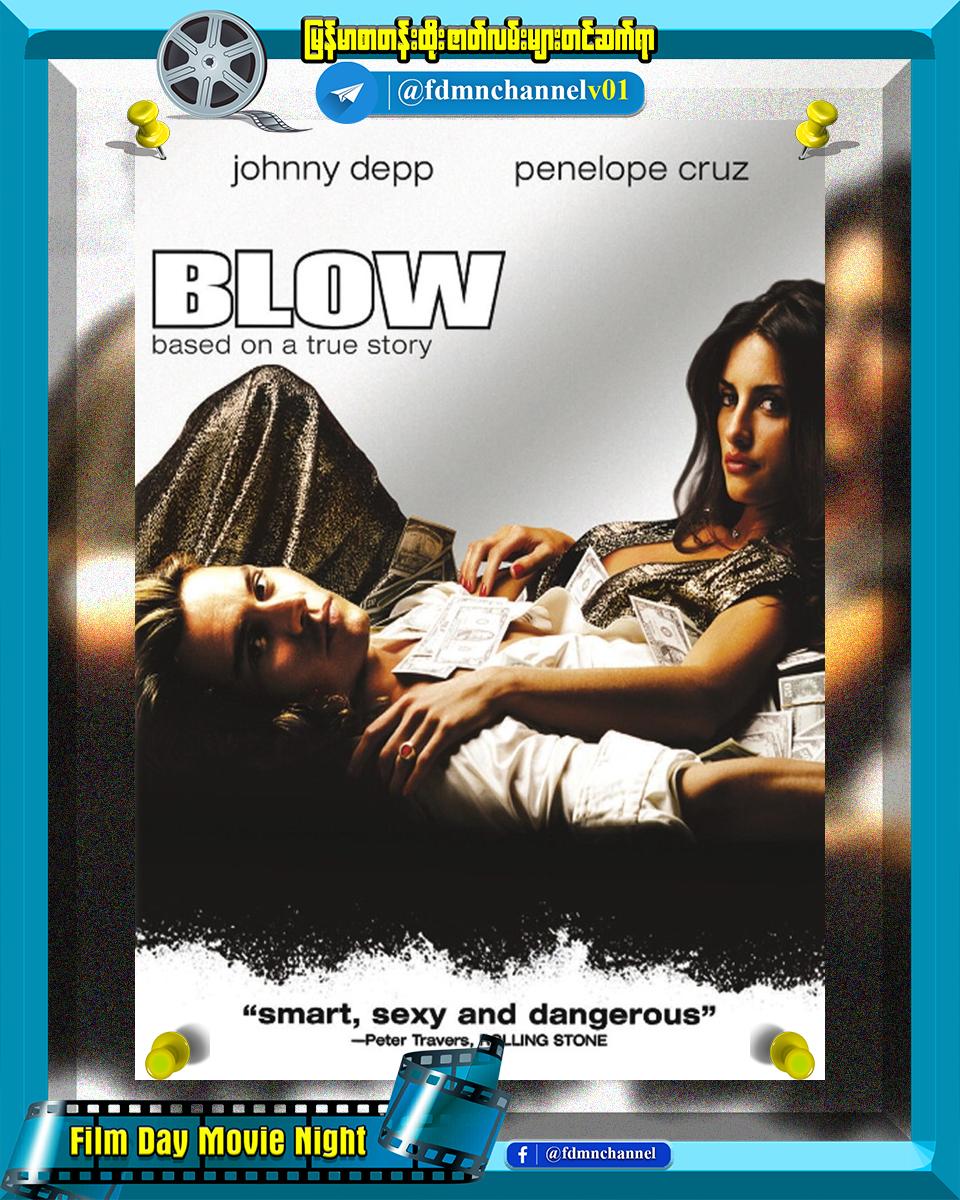 မြန်မာစာတန်းထိုးဇာတ်လမ်းများတင်ဆက်ရာ
@fdmnchannelv01
johnny depp penelope cruz
BLOW
based on a true story
“smart, sexy and dangerous”
—Peter Travers, ROLLING STONE
Film Day Movie Night
@fdmnchannel